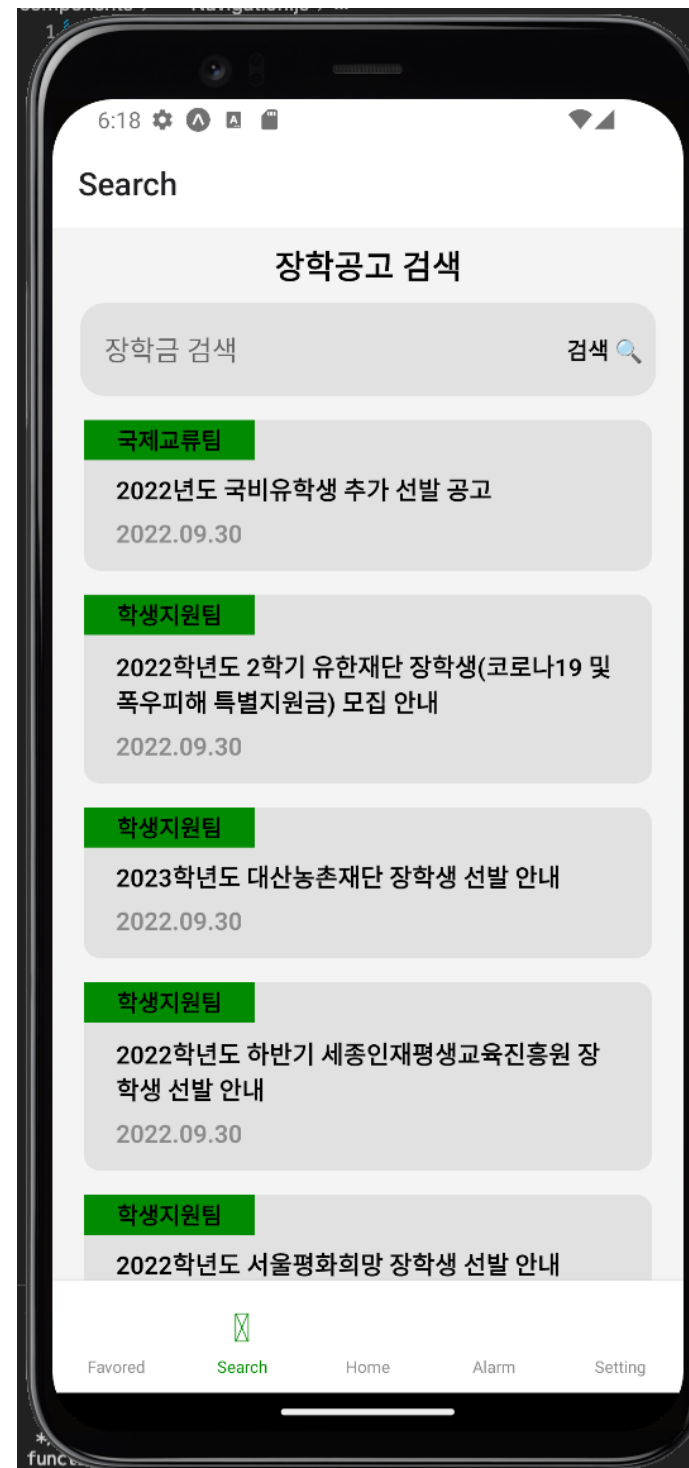 1
6:18
Search
장학공고 검색
장학금 검색
검색
국제교류팀
2022년도 국비유학생 추가 선발 공고
2022.09.30
학생지원팀
2022학년도 2학기 유한재단 장학생(코로나19 및
폭우피해 특별지원금) 모집 안내
2022.09.30
학생지원팀
2023학년도 대산농촌재단 장학생 선발 안내
2022.09.30
학생지원팀
2022학년도 하반기 세종인재평생교육진흥원 장
학생 선발 안내
2022.09.30
학생지원팀
2022학년도 서울평화희망 장학생 선발 안내
Favored
Search
Home
Alarm
Setting